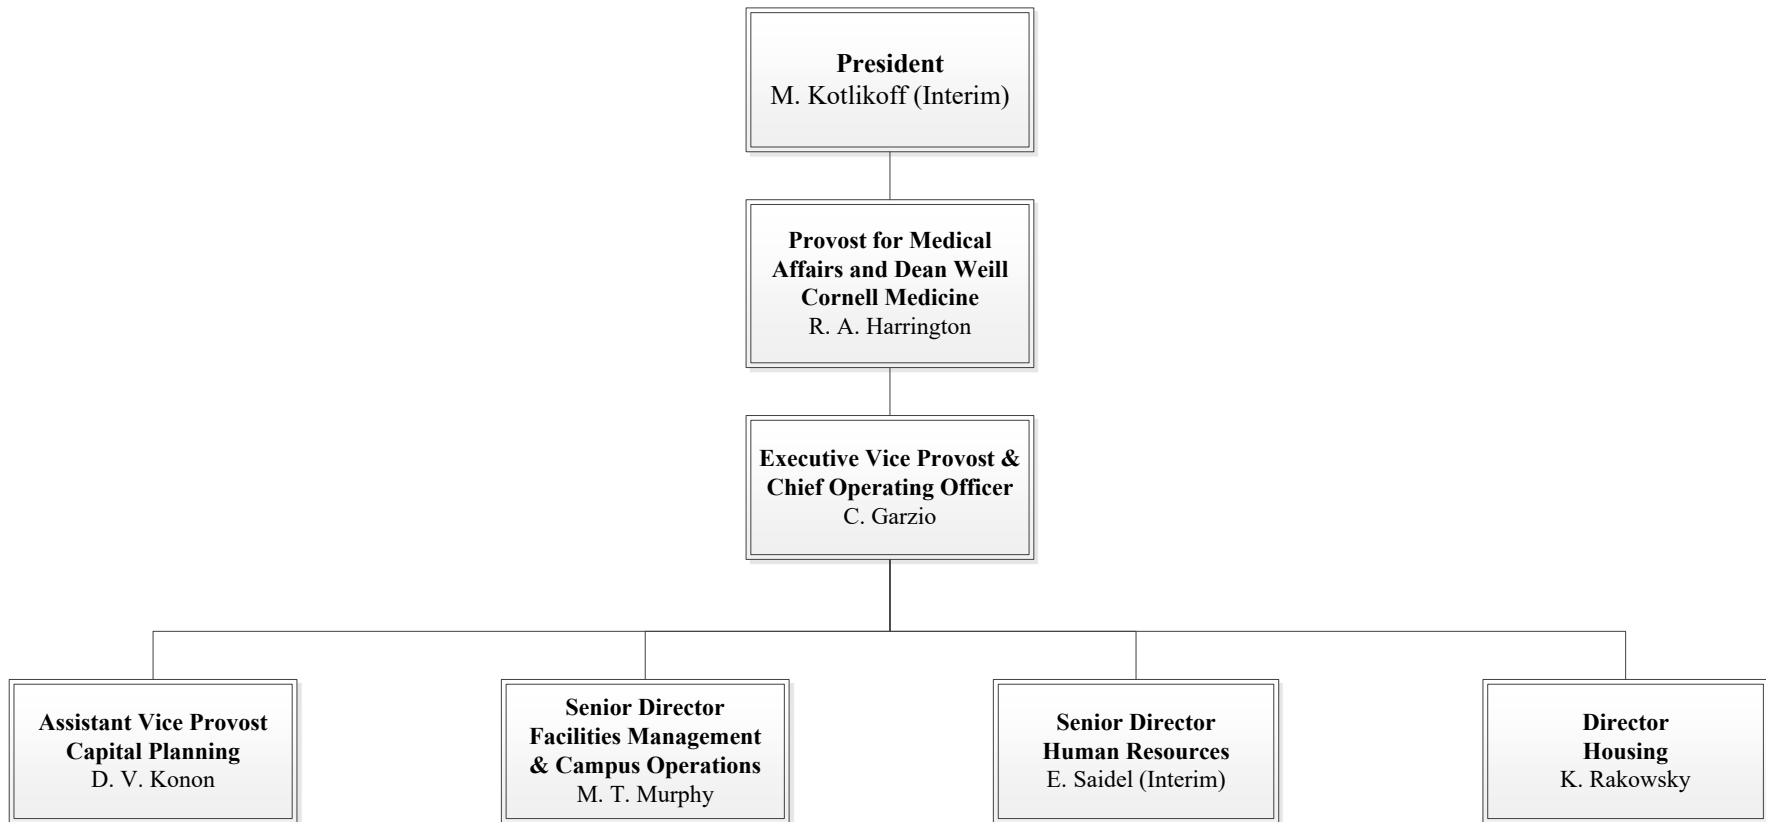 President
M. Kotlikoff (Interim)
Provost for Medical
Affairs and Dean Weill
Cornell Medicine
R. A. Harrington
Executive Vice Provost &
Chief Operating Officer
C. Garzio
Assistant Vice Provost
Capital Planning
D. V. Konon
Senior Director
Facilities Management
& Campus Operations
M. T. Murphy
Senior Director
Human Resources
E. Saidel (Interim)
Director
Housing
K. Rakowsky